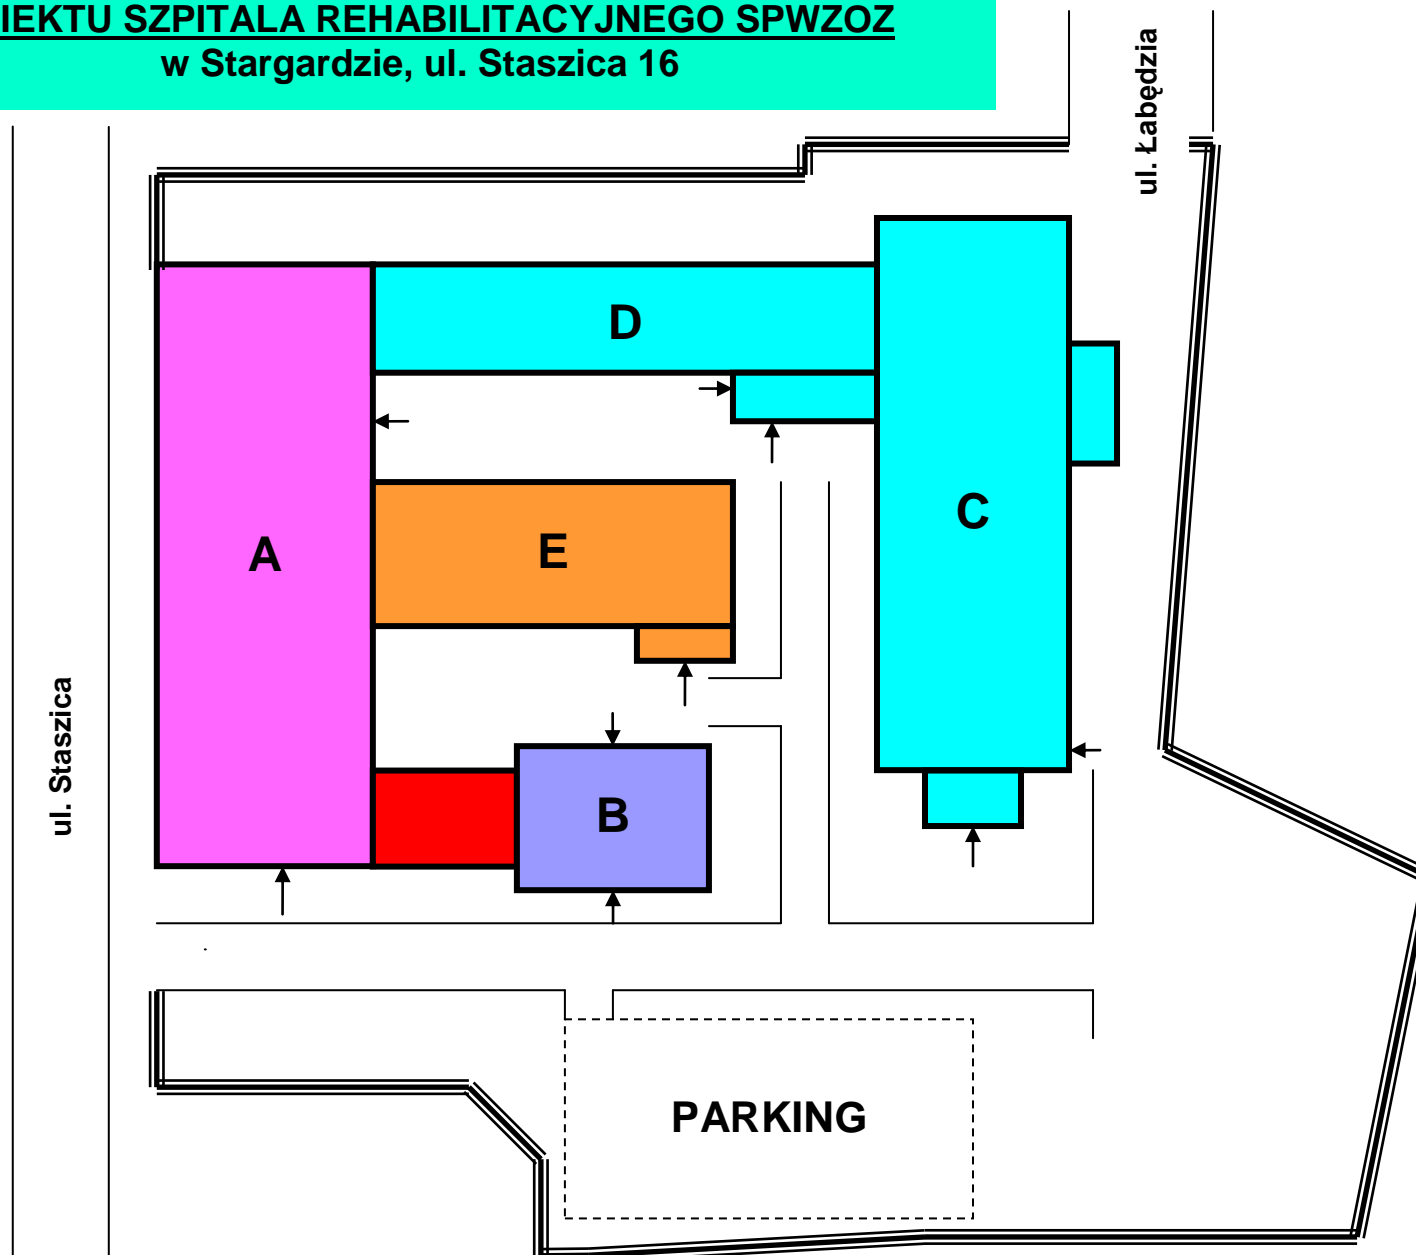 IEKTU SZPITALA REHABILITACYJNEGO SPWZOZ
w Stargardzie, ul. Staszica 16
ul. Łabędzia
D
C
A
E
ul. Staszica
B
PARKING